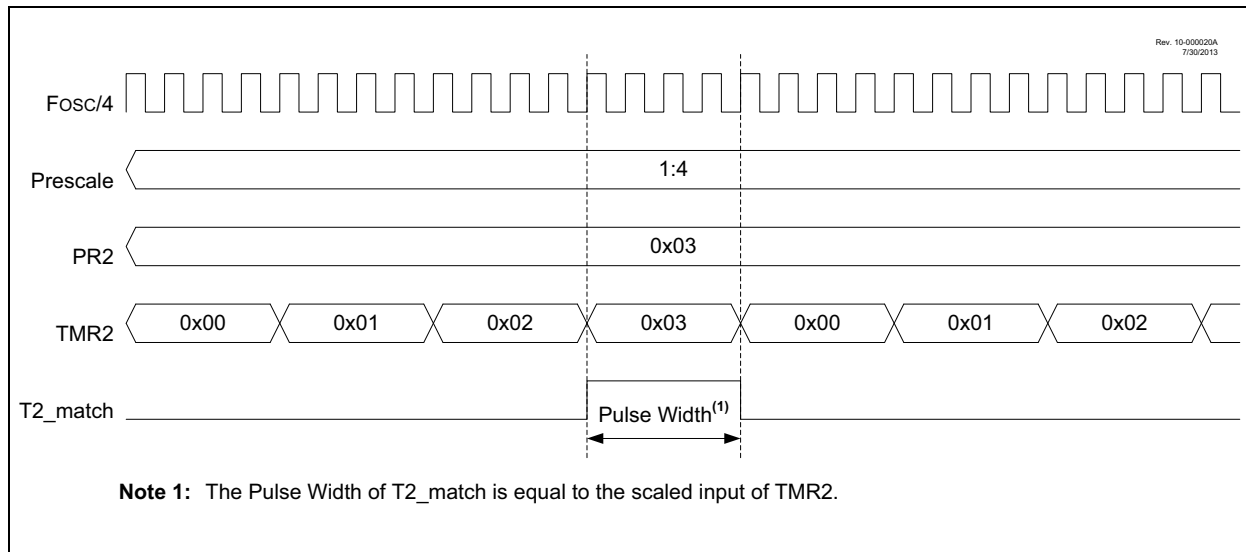 Rev. 10-000020A
7/30/2013
FOSC/4
Prescale
1:4
PR2
0x03
TMR2
0x00 0x01 0x02 0x03 0x00 0x01 0x02
T2_match
Pulse Width(1)
Note 1: The Pulse Width of T2_match is equal to the scaled input of TMR2.